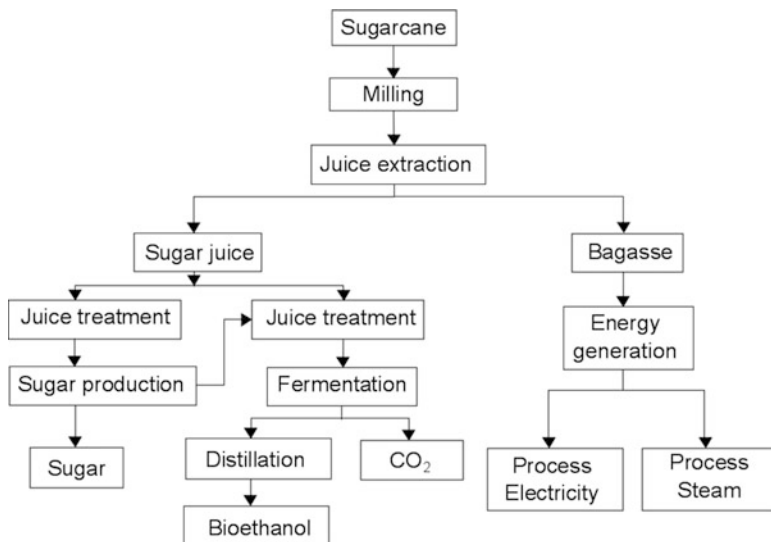 Sugarcane
Milling
Juice extraction
Sugar juice
Bagasse
Juice treatment
Juice treatment
Energy
generation
Sugar production
Fermentation
Sugar
Distillation
CO₂
Process
Electricity
Process
Steam
Bioethanol